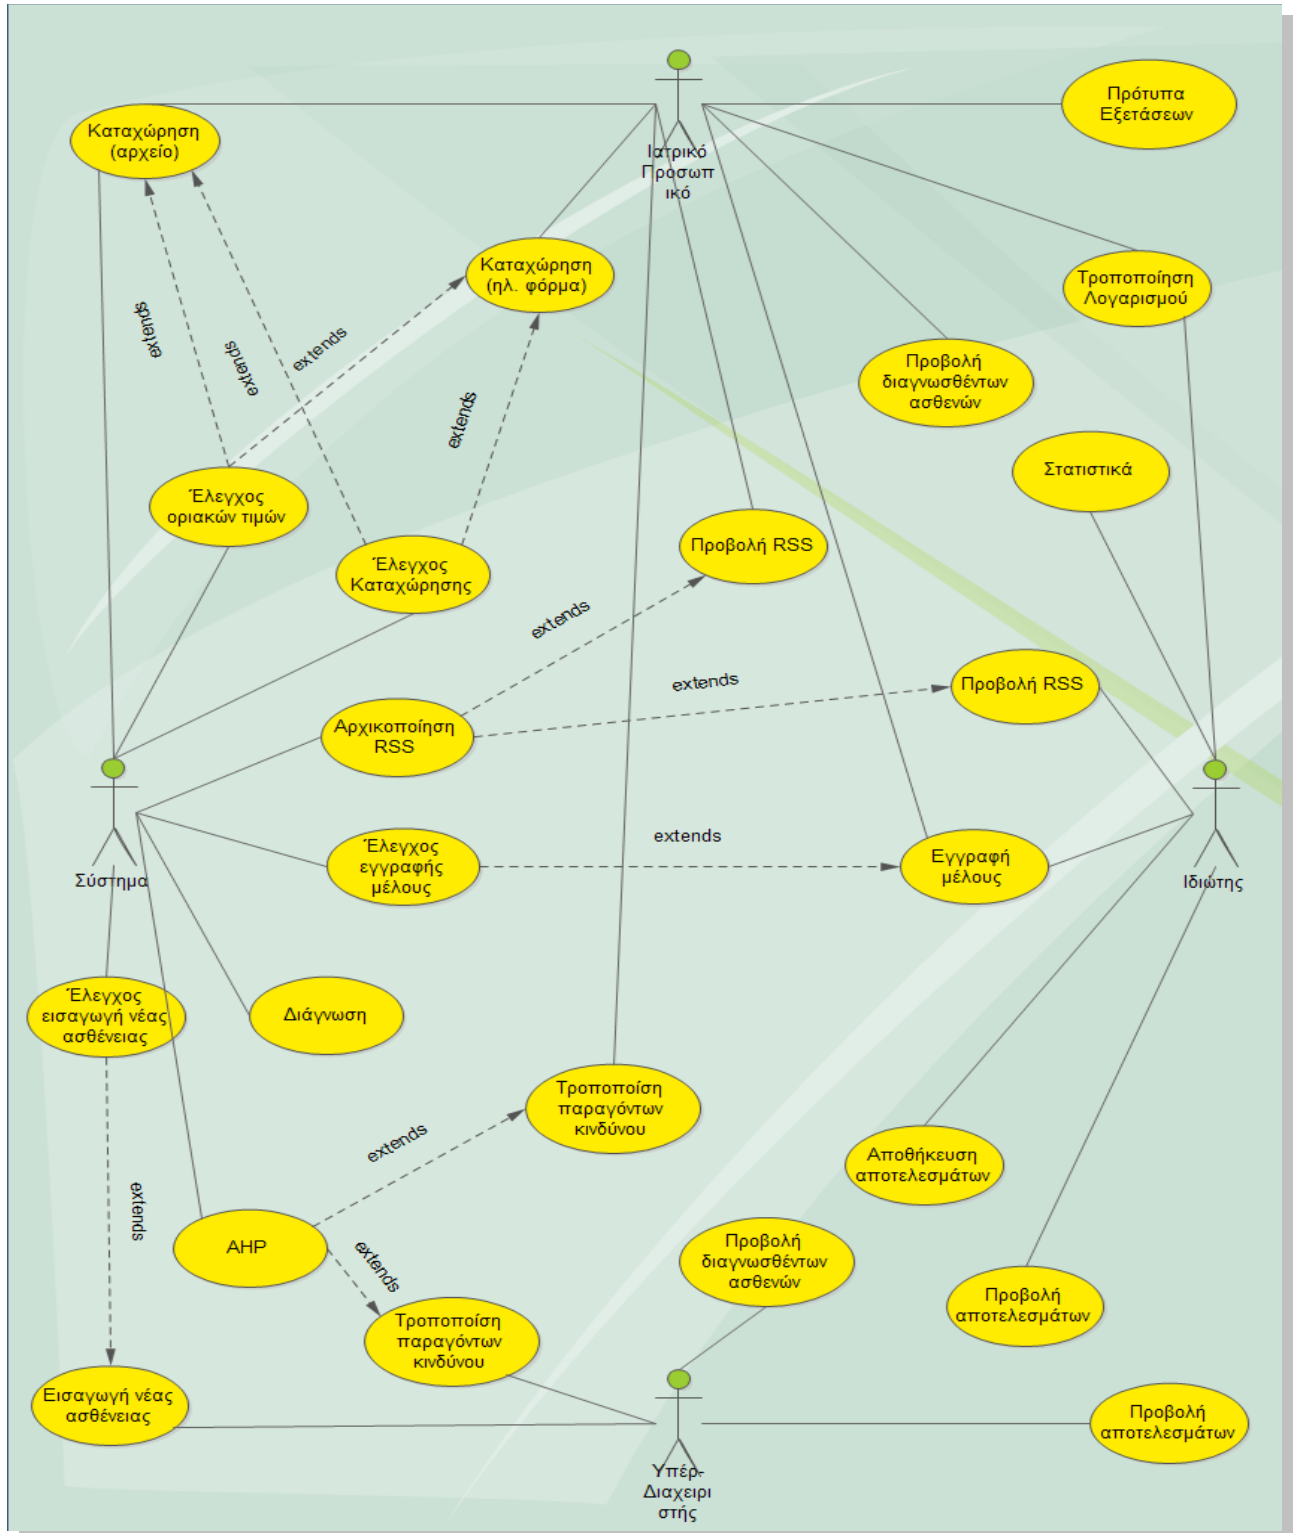 Πρότυπα
Εξετάσεων
Καταχώρηση
(αρχείο)
Ιατρικό
Προσωπ
ικό
Καταχώρηση
(ηλ. φόρμα)
Τροποποίηση
Λογαρισμού
extends
extends
extends
Προβολή
διαγνωσθέντων
ασθενών
extends
Στατιστικά
Έλεγχος
οριακών τιμών
Προβολή RSS
Έλεγχος
Καταχώρησης
extends
extends
Προβολή RSS
Αρχικοποίηση
RSS
extends
Έλεγχος
εγγραφής
μέλους
Εγγραφή
μέλους
Σύστημα
Ιδιώτης
Έλεγχος
εισαγωγή νέας
ασθένειας
Διάγνωση
Τροποποίση
παραγόντων
κινδύνου
extends
Αποθήκευση
αποτελεσμάτων
extends
AHP
extends
Προβολή
διαγνωσθέντων
ασθενών
Προβολή
αποτελεσμάτων
Τροποποίση
παραγόντων
κινδύνου
Εισαγωγή νέας
ασθένειας
Προβολή
αποτελεσμάτων
Υπέρ-
Διαχειρι
στής